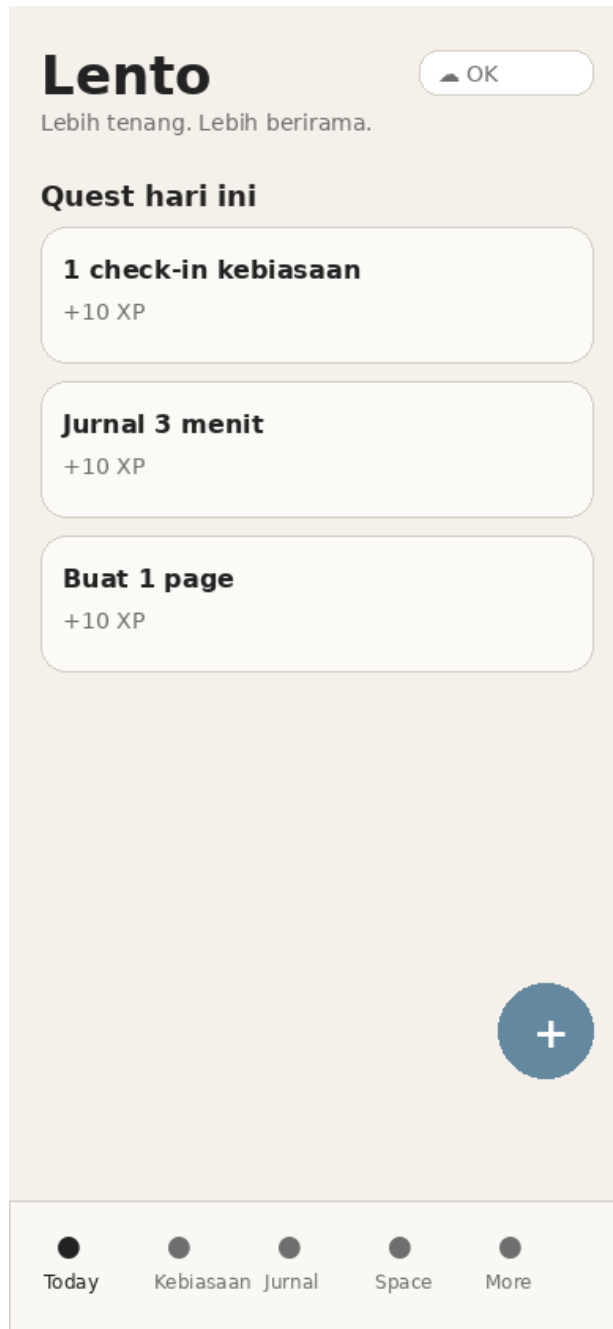 Lento
☁ OK
Lebih tenang. Lebih berirama.
Quest hari ini
1 check-in kebiasaan
+10 XP
Jurnal 3 menit
+10 XP
Buat 1 page
+10 XP
+
Today
Kebiasaan
Jurnal
Space
More